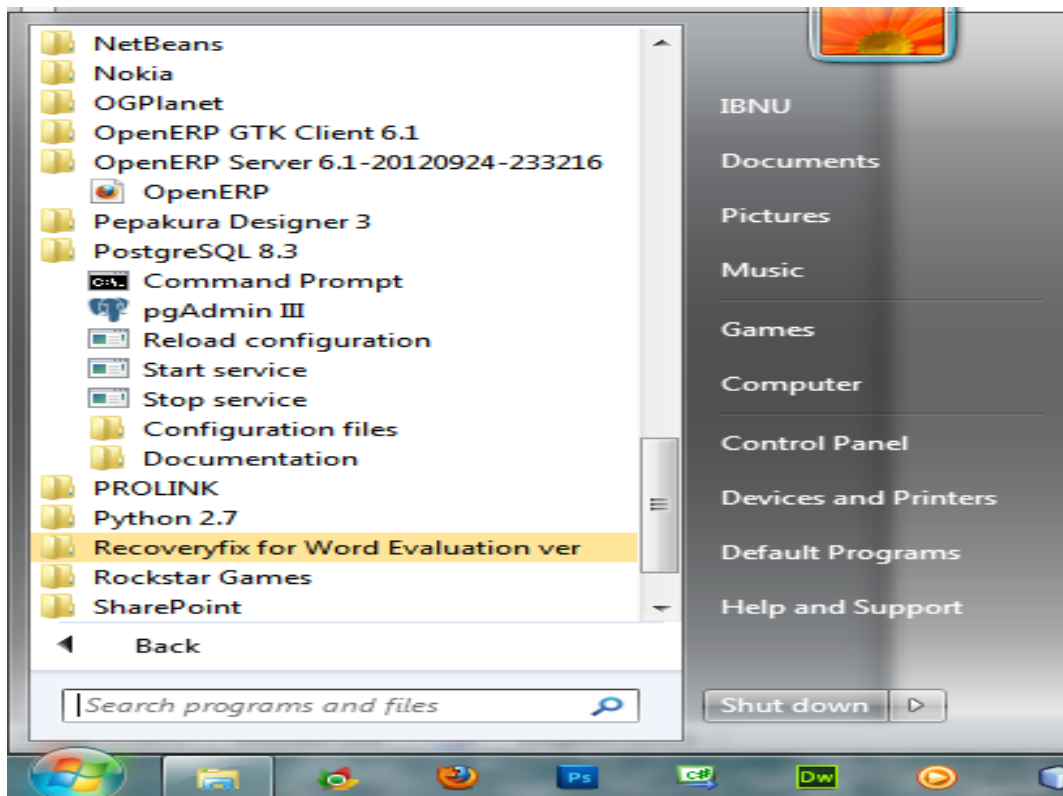 NetBeans
Nokia
OGPlanet
OpenERP GTK Client 6.1
OpenERP Server 6.1-20120924-233216
OpenERP
Pepakura Designer 3
PostgreSQL 8.3
C:\.
Command Prompt
pgAdmin III
Reload configuration
Start service
Stop service
Configuration files
Documentation
PROLINK
Python 2.7
Recoveryfix for Word Evaluation ver
Rockstar Games
SharePoint
Back
Search programs and files
IBNU
Documents
Pictures
Music
Games
Computer
Control Panel
Devices and Printers
Default Programs
Help and Support
Shut down
Ps
C#
Dw